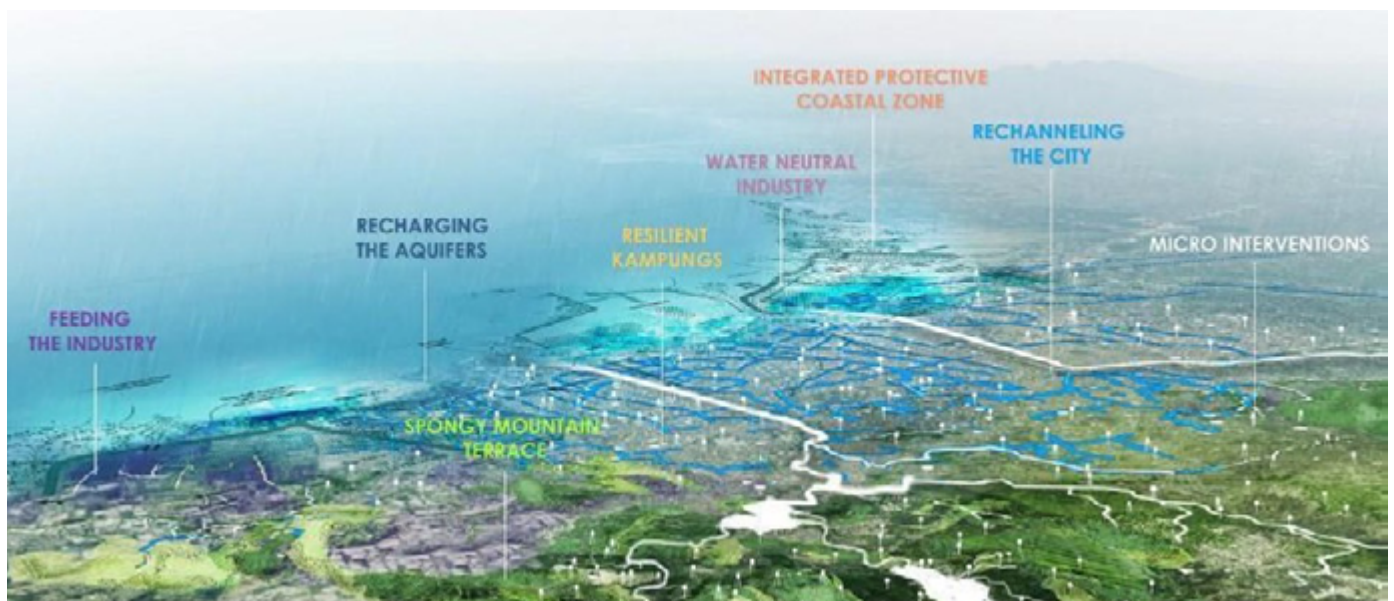 INTEGRATED PROTECTIVE
COASTAL ZONE
RECHANNELING
THE CITY
WATER NEUTRAL
INDUSTRY
RECHARGING
THE AQUIFERS
RESILIENT
KAMPUNGS
MICRO INTERVENTIONS
FEEDING
THE INDUSTRY
SPONGY MOUNTAIN
TERRACE